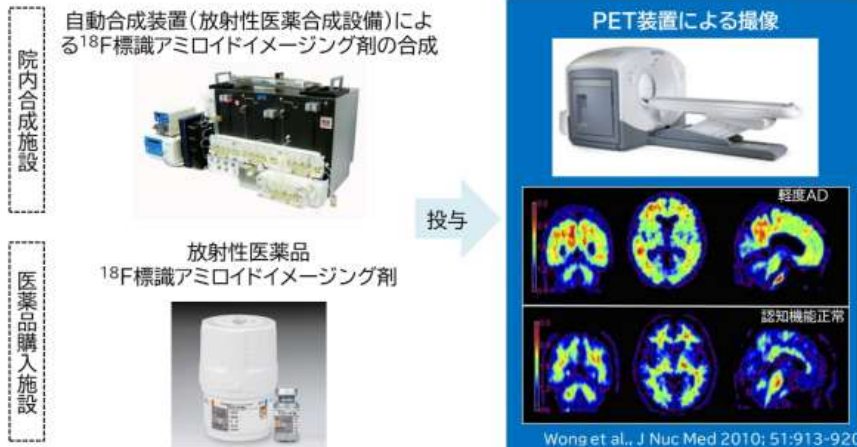 自動合成装置(放射性医薬合成設備)によ
る¹⁸F標識アミロイドイメージング剤の合成
院内合成施設
投与
放射性医薬品
¹⁸F標識アミロイドイメージング剤
医薬品購入施設
PET装置による撮像
軽度AD
認知機能正常
Wong et al., J Nuc Med 2010; 51:913-920